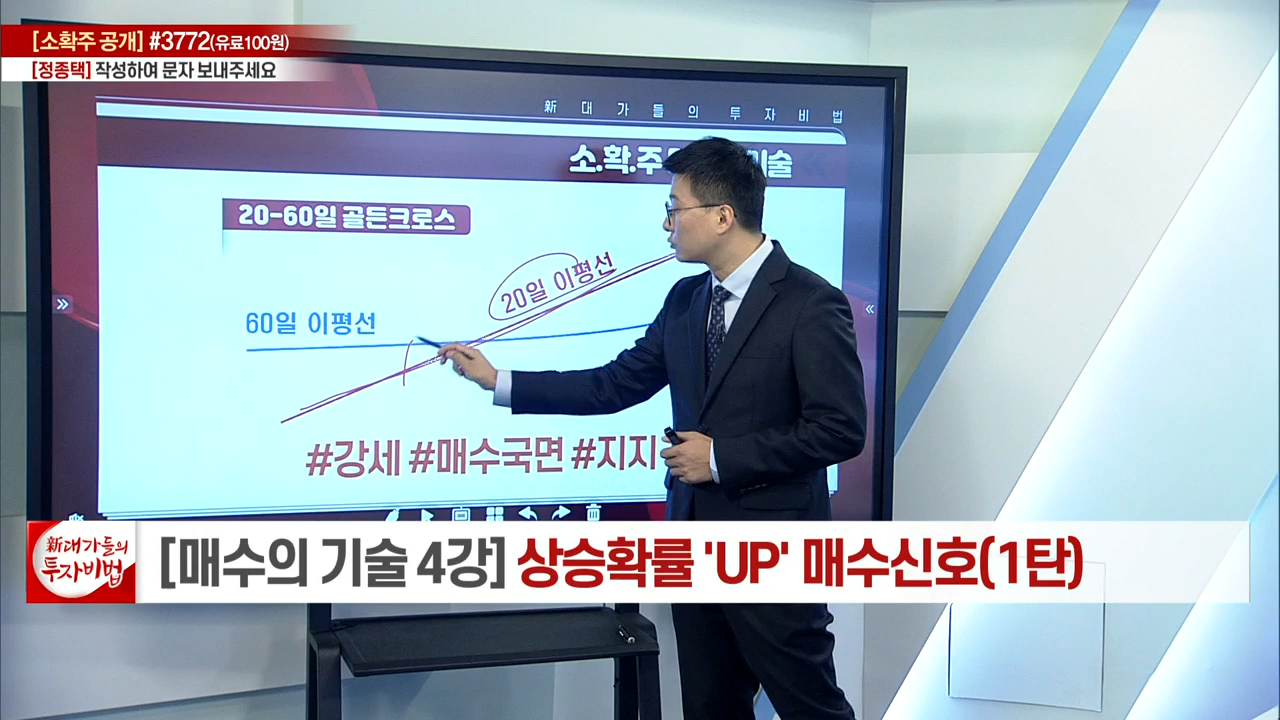 [소확주 공개] #3772(유료100원)
[정종택] 작성하여 문자 보내주세요
新 대 가 들 의 투 자 비 법
소.확.주 기술
20-60일 골든크로스
20일 이평선
60일 이평선
#강세 #매수국면 #지지
新대가들의
투자비법
[매수의 기술 4강] 상승확률 'UP' 매수신호(1탄)